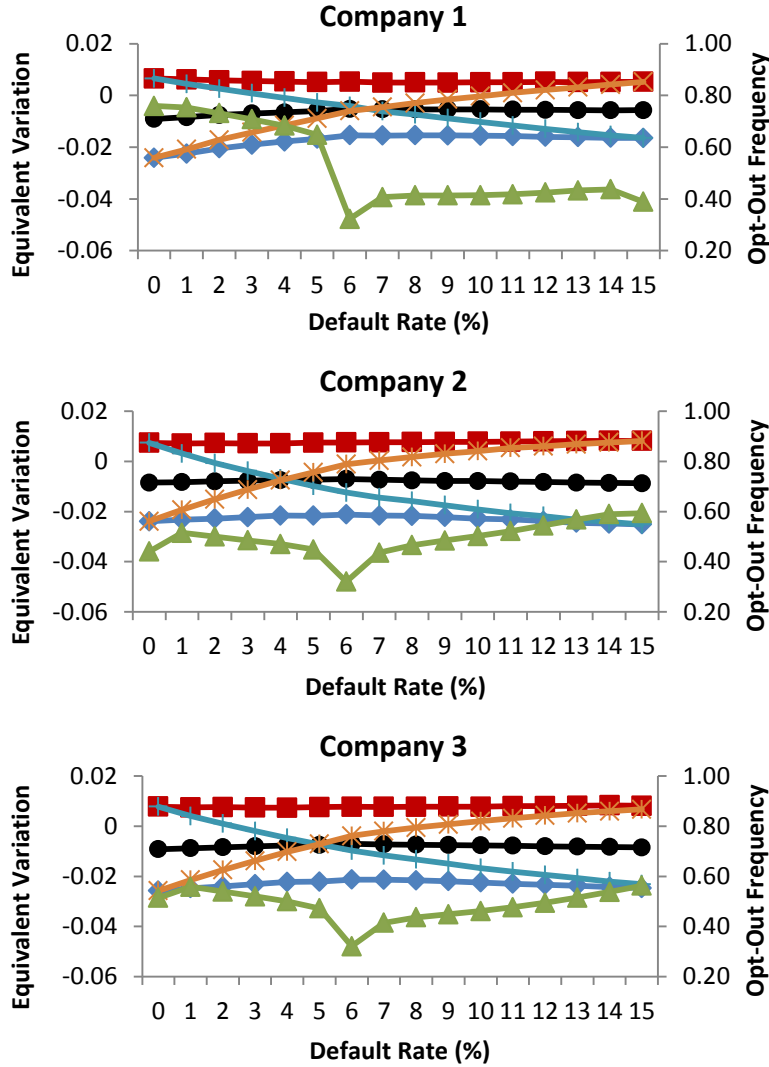 Company 1
Equivalent Variation
0.02
0
-0.02
-0.04
-0.06
1.00
0.80
0.60
0.40
0.20
Opt-Out Frequency
0 1 2 3 4 5 6 7 8 9 10 11 12 13 14 15
Default Rate (%)
Company 2
Equivalent Variation
0.02
0
-0.02
-0.04
-0.06
1.00
0.80
0.60
0.40
0.20
Opt-Out Frequency
0 1 2 3 4 5 6 7 8 9 10 11 12 13 14 15
Default Rate (%)
Company 3
Equivalent Variation
0.02
0
-0.02
-0.04
-0.06
1.00
0.80
0.60
0.40
0.20
Opt-Out Frequency
0 1 2 3 4 5 6 7 8 9 10 11 12 13 14 15
Default Rate (%)